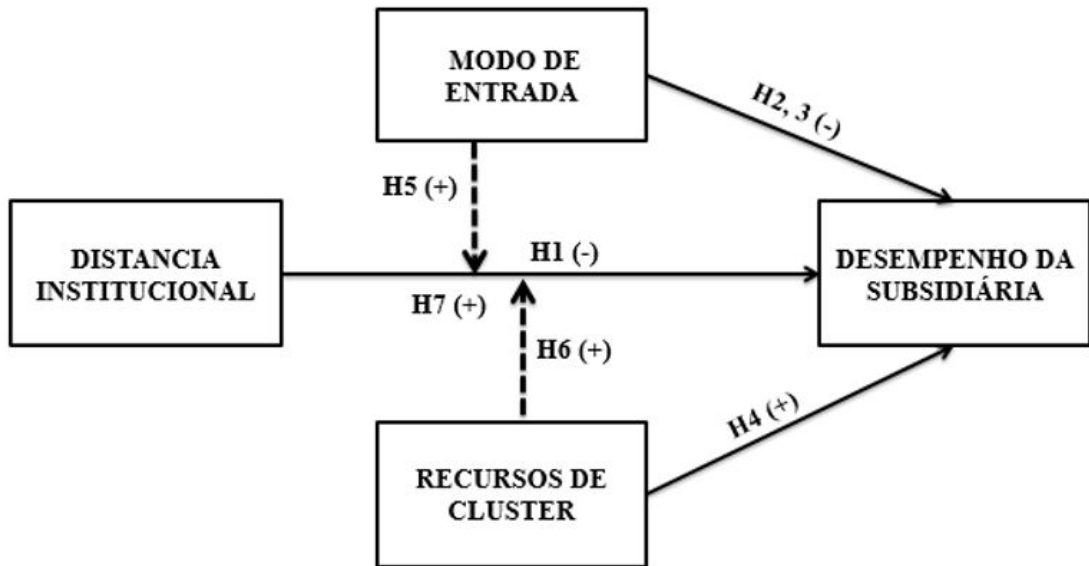 MODO DE
ENTRADA
H2, 3 (-)
H5 (+)
DISTANCIA
INSTITUCIONAL
H1 (-)
H7 (+)
DESEMPENHO DA
SUBSIDIÁRIA
H6 (+)
H4 (+)
RECURSOS DE
CLUSTER